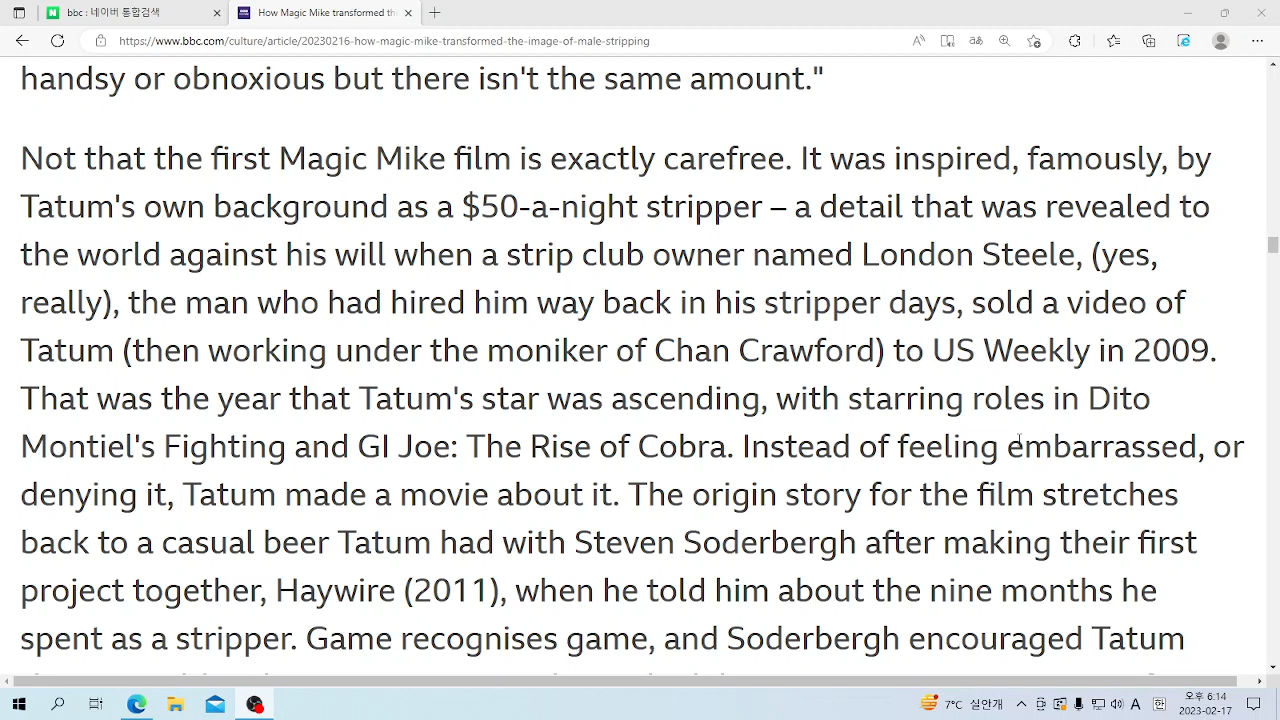 bbc : 네이버 통합검색
How Magic Mike transformed th
https://www.bbc.com/culture/article/20230216-how-magic-mike-transformed-the-image-of-male-stripping
handsy or obnoxious but there isn't the same amount."
Not that the first Magic Mike film is exactly carefree. It was inspired, famously, by
Tatum's own background as a $50-a-night stripper – a detail that was revealed to
the world against his will when a strip club owner named London Steele, (yes,
really), the man who had hired him way back in his stripper days, sold a video of
Tatum (then working under the moniker of Chan Crawford) to US Weekly in 2009.
That was the year that Tatum's star was ascending, with starring roles in Dito
Montiel's Fighting and GI Joe: The Rise of Cobra. Instead of feeling embarrassed, or
denying it, Tatum made a movie about it. The origin story for the film stretches
back to a casual beer Tatum had with Steven Soderbergh after making their first
project together, Haywire (2011), when he told him about the nine months he
spent as a stripper. Game recognises game, and Soderbergh encouraged Tatum
7°C 실안개
A
오후 6:14
2023-02-17